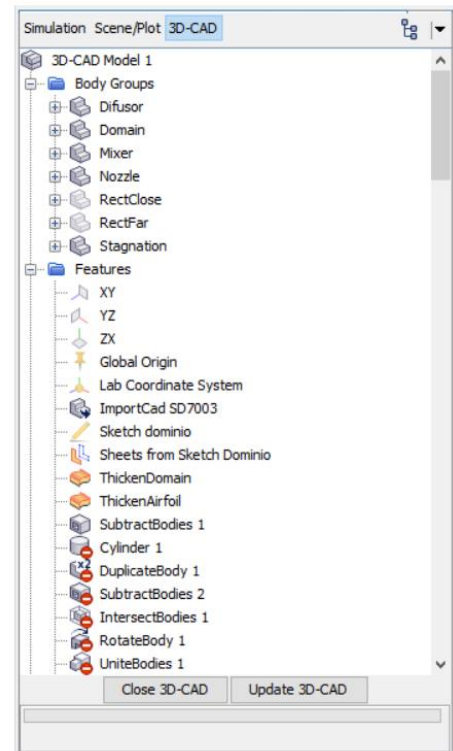 Simulation Scene/Plot 3D-CAD
3D-CAD Model 1
Body Groups
Difusor
Domain
Mixer
Nozzle
RectClose
RectFar
Stagnation
Features
XY
YZ
ZX
Global Origin
Lab Coordinate System
ImportCad SD7003
Sketch dominio
Sheets from Sketch Dominio
ThickenDomain
ThickenAirfoil
SubtractBodies 1
Cylinder 1
DuplicateBody 1
SubtractBodies 2
IntersectBodies 1
RotateBody 1
UniteBodies 1
Close 3D-CAD Update 3D-CAD